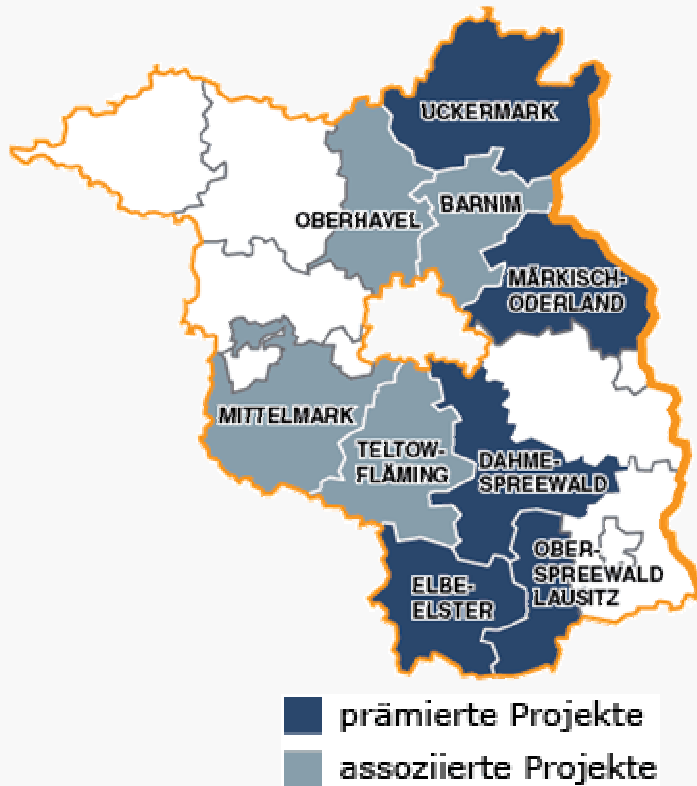 UCKERMARK
BARNIM
OBERHAVEL
MÄRKISCH-
ODERLAND
MITTELMARK
TELTOW-
FLÄMING
DAHME-
SPREEWALD
OBER-
SPREEWALD
LAUSITZ
ELBE-
ELSTER
prämierte Projekte
assoziierte Projekte